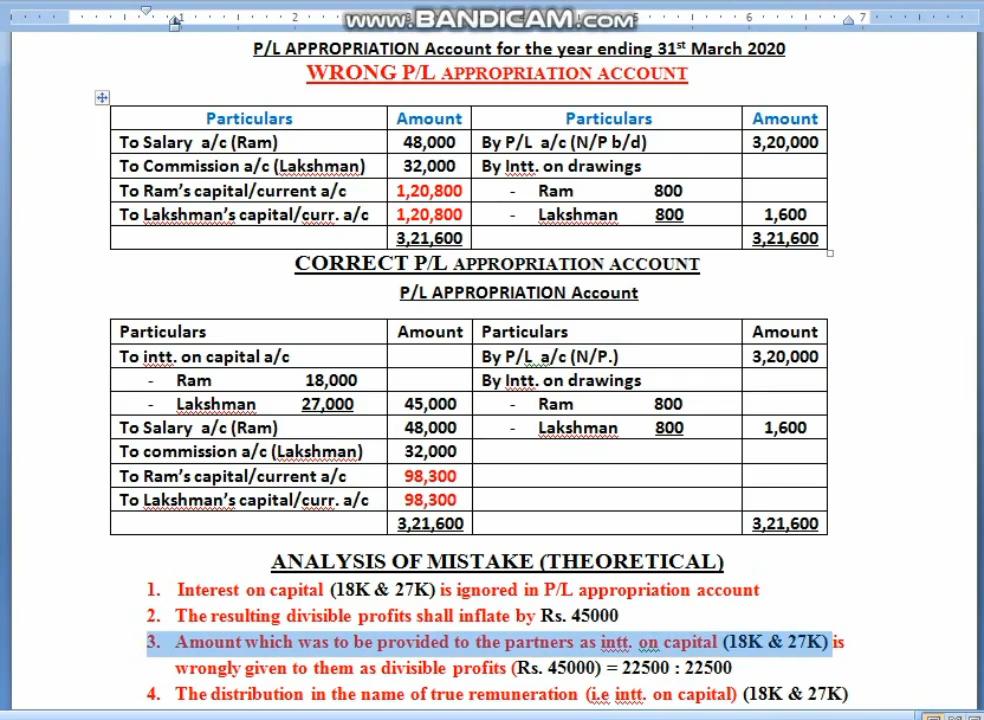 www.BANDICAM.com
1 2 5 6 7
P/L APPROPRIATION Account for the year ending 31st March 2020
WRONG P/L APPROPRIATION ACCOUNT
Particulars Amount Particulars Amount
To Salary a/c (Ram) 48,000 By P/L a/c (N/P b/d) 3,20,000
To Commission a/c (Lakshman) 32,000 By Intt. on drawings
To Ram's capital/current a/c 1,20,800 - Ram 800
To Lakshman's capital/curr. a/c 1,20,800 - Lakshman 800 1,600
3,21,600 3,21,600
CORRECT P/L APPROPRIATION ACCOUNT
P/L APPROPRIATION Account
Particulars Amount Particulars Amount
To intt. on capital a/c By P/L a/c (N/P.) 3,20,000
- Ram 18,000 By Intt. on drawings
- Lakshman 27,000 45,000 - Ram 800
To Salary a/c (Ram) 48,000 - Lakshman 800 1,600
To commission a/c (Lakshman) 32,000
To Ram's capital/current a/c 98,300
To Lakshman's capital/curr. a/c 98,300
3,21,600 3,21,600
ANALYSIS OF MISTAKE (THEORETICAL)
1. Interest on capital (18K & 27K) is ignored in P/L appropriation account
2. The resulting divisible profits shall inflate by Rs. 45000
3. Amount which was to be provided to the partners as intt. on capital (18K & 27K) is
wrongly given to them as divisible profits (Rs. 45000) = 22500 : 22500
4. The distribution in the name of true remuneration (i.e intt. on capital) (18K & 27K)